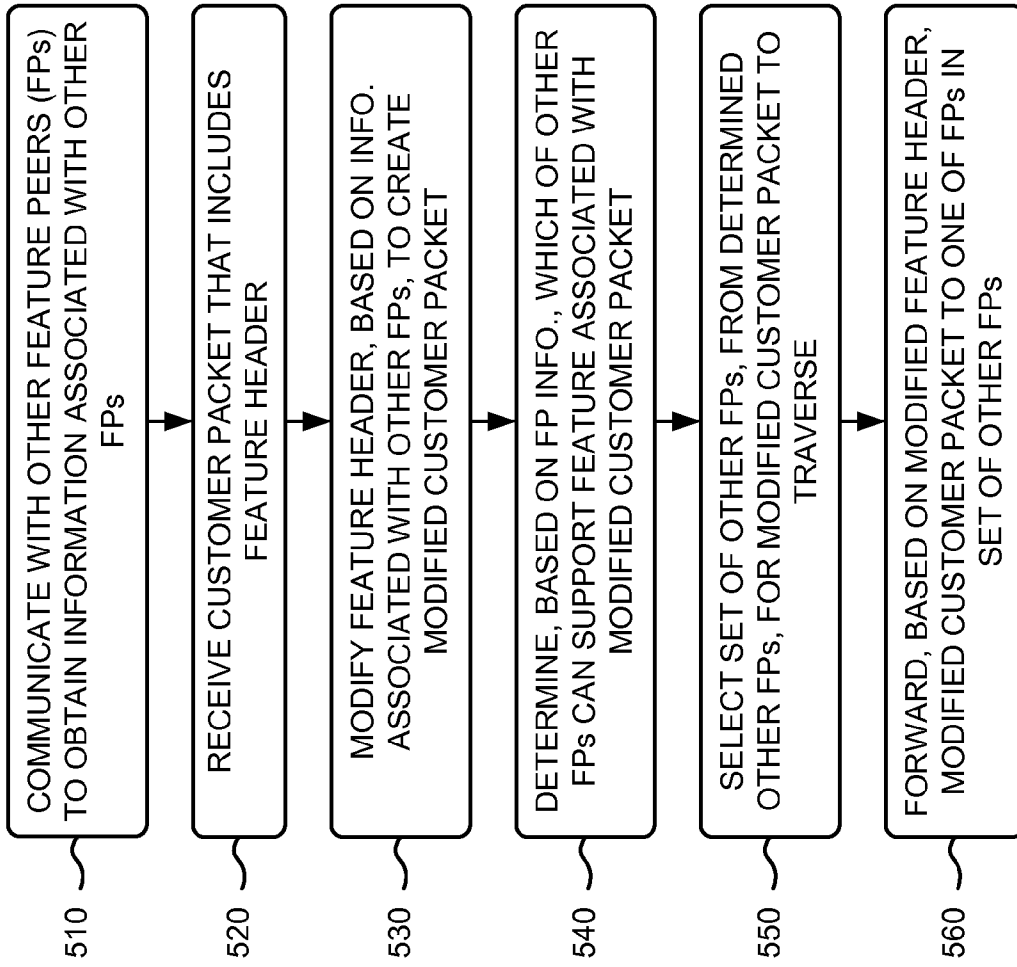 510
COMMUNICATE WITH OTHER FEATURE PEERS (FPs)
TO OBTAIN INFORMATION ASSOCIATED WITH OTHER
FPs
520
RECEIVE CUSTOMER PACKET THAT INCLUDES
FEATURE HEADER
530
MODIFY FEATURE HEADER, BASED ON INFO.
ASSOCIATED WITH OTHER FPs, TO CREATE
MODIFIED CUSTOMER PACKET
540
DETERMINE, BASED ON FP INFO., WHICH OF OTHER
FPs CAN SUPPORT FEATURE ASSOCIATED WITH
MODIFIED CUSTOMER PACKET
550
SELECT SET OF OTHER FPs, FROM DETERMINED
OTHER FPs, FOR MODIFIED CUSTOMER PACKET TO
TRAVERSE
560
FORWARD, BASED ON MODIFIED FEATURE HEADER,
MODIFIED CUSTOMER PACKET TO ONE OF FPs IN
SET OF OTHER FPs